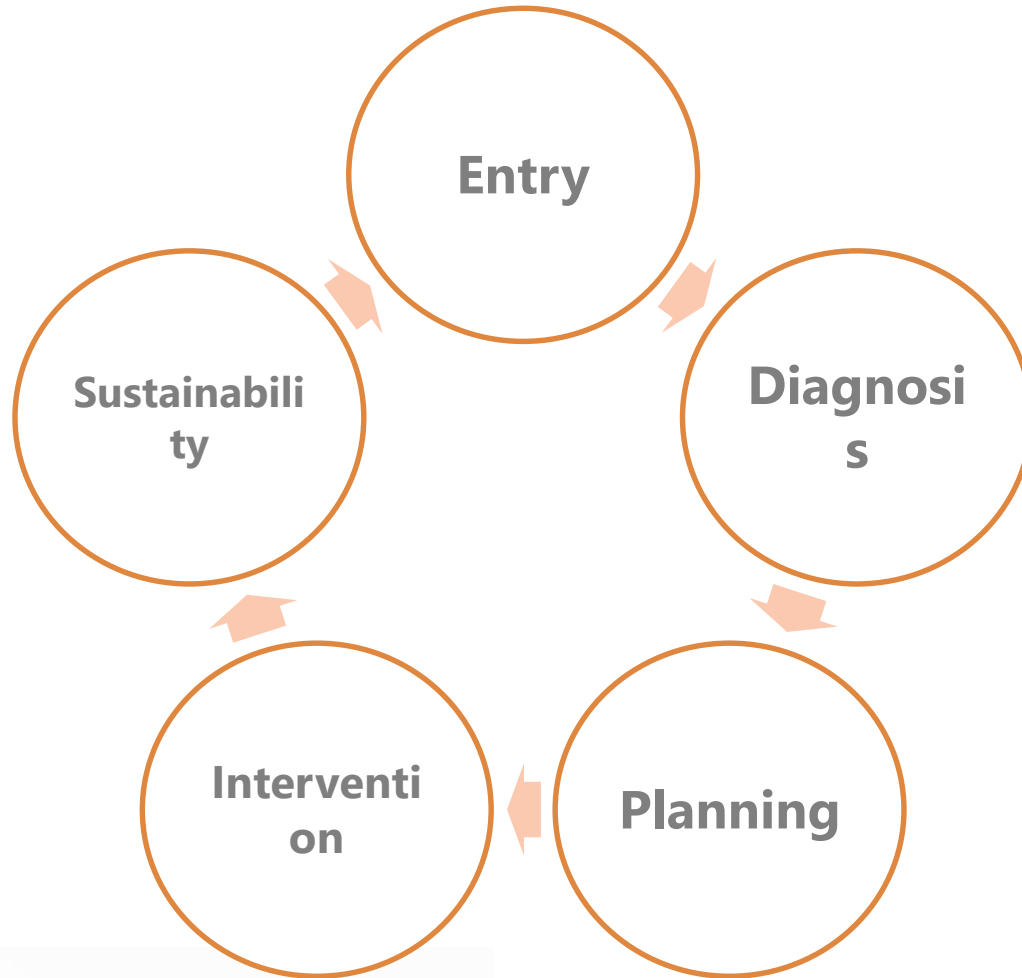 Entry
Diagnosi
s
Planning
Interventi
on
Sustainabili
ty